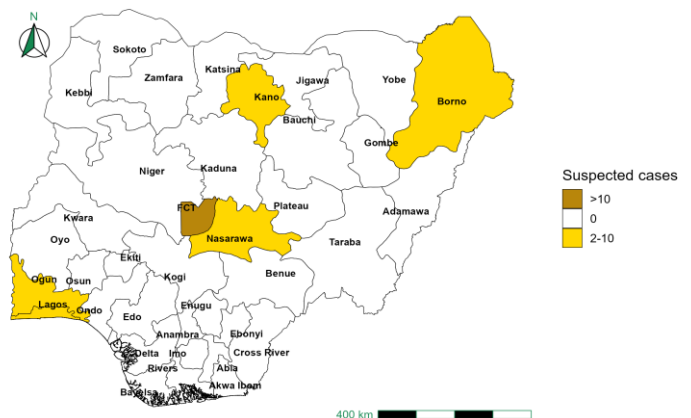 N
Sokoto
Katsina
Zamfara
Jigawa
Yobe
Kebbi
Kano
Borno
Bauchi
Gombe
Niger
Kaduna
FCT
Plateau
Adamawa
Kwara
Oyo
Nasarawa
Taraba
Ekiti
Kogi
Benue
Ogun
Osun
Lagos
Ondo
Edo
Enugu
Anambra
Ebonyi
Delta
Imo
Cross River
Rivers
Abia
Bayelsa
Akwa Ibom
Suspected cases
>10
0
2-10
400 km